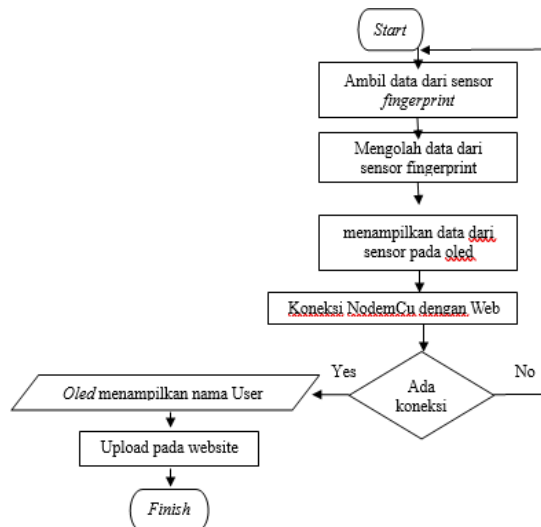 Start
Ambil data dari sensor
fingerprint
Mengolah data dari
sensor fingerprint
menampilkan data dari
sensor pada oled
Koneksi NodemCu dengan Web
Ada
koneksi
Yes
No
Oled menampilkan nama User
Upload pada website
Finish